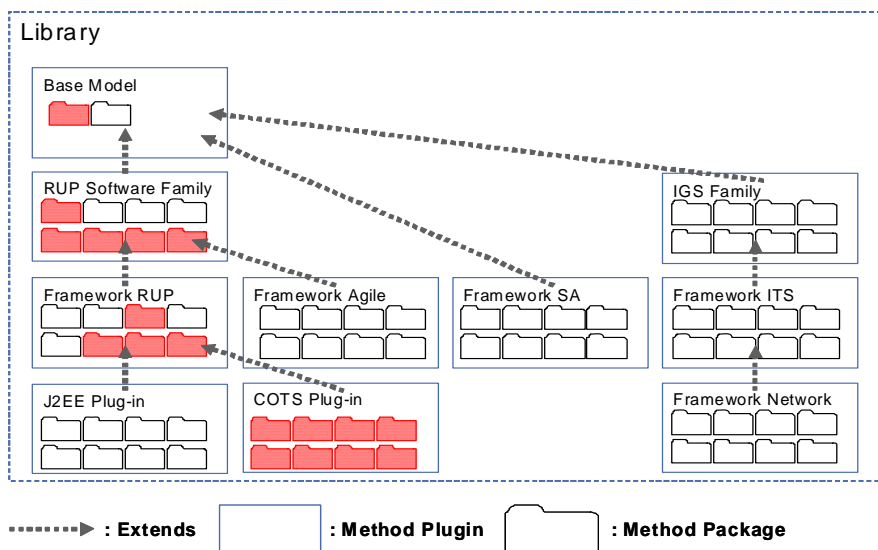 Library
Base Model
RUP Software Family
IGS Family
Framework RUP
Framework Agile
Framework SA
Framework ITS
J2EE Plug-in
COTS Plug-in
Framework Network
: Extends
: Method Plugin
: Method Package